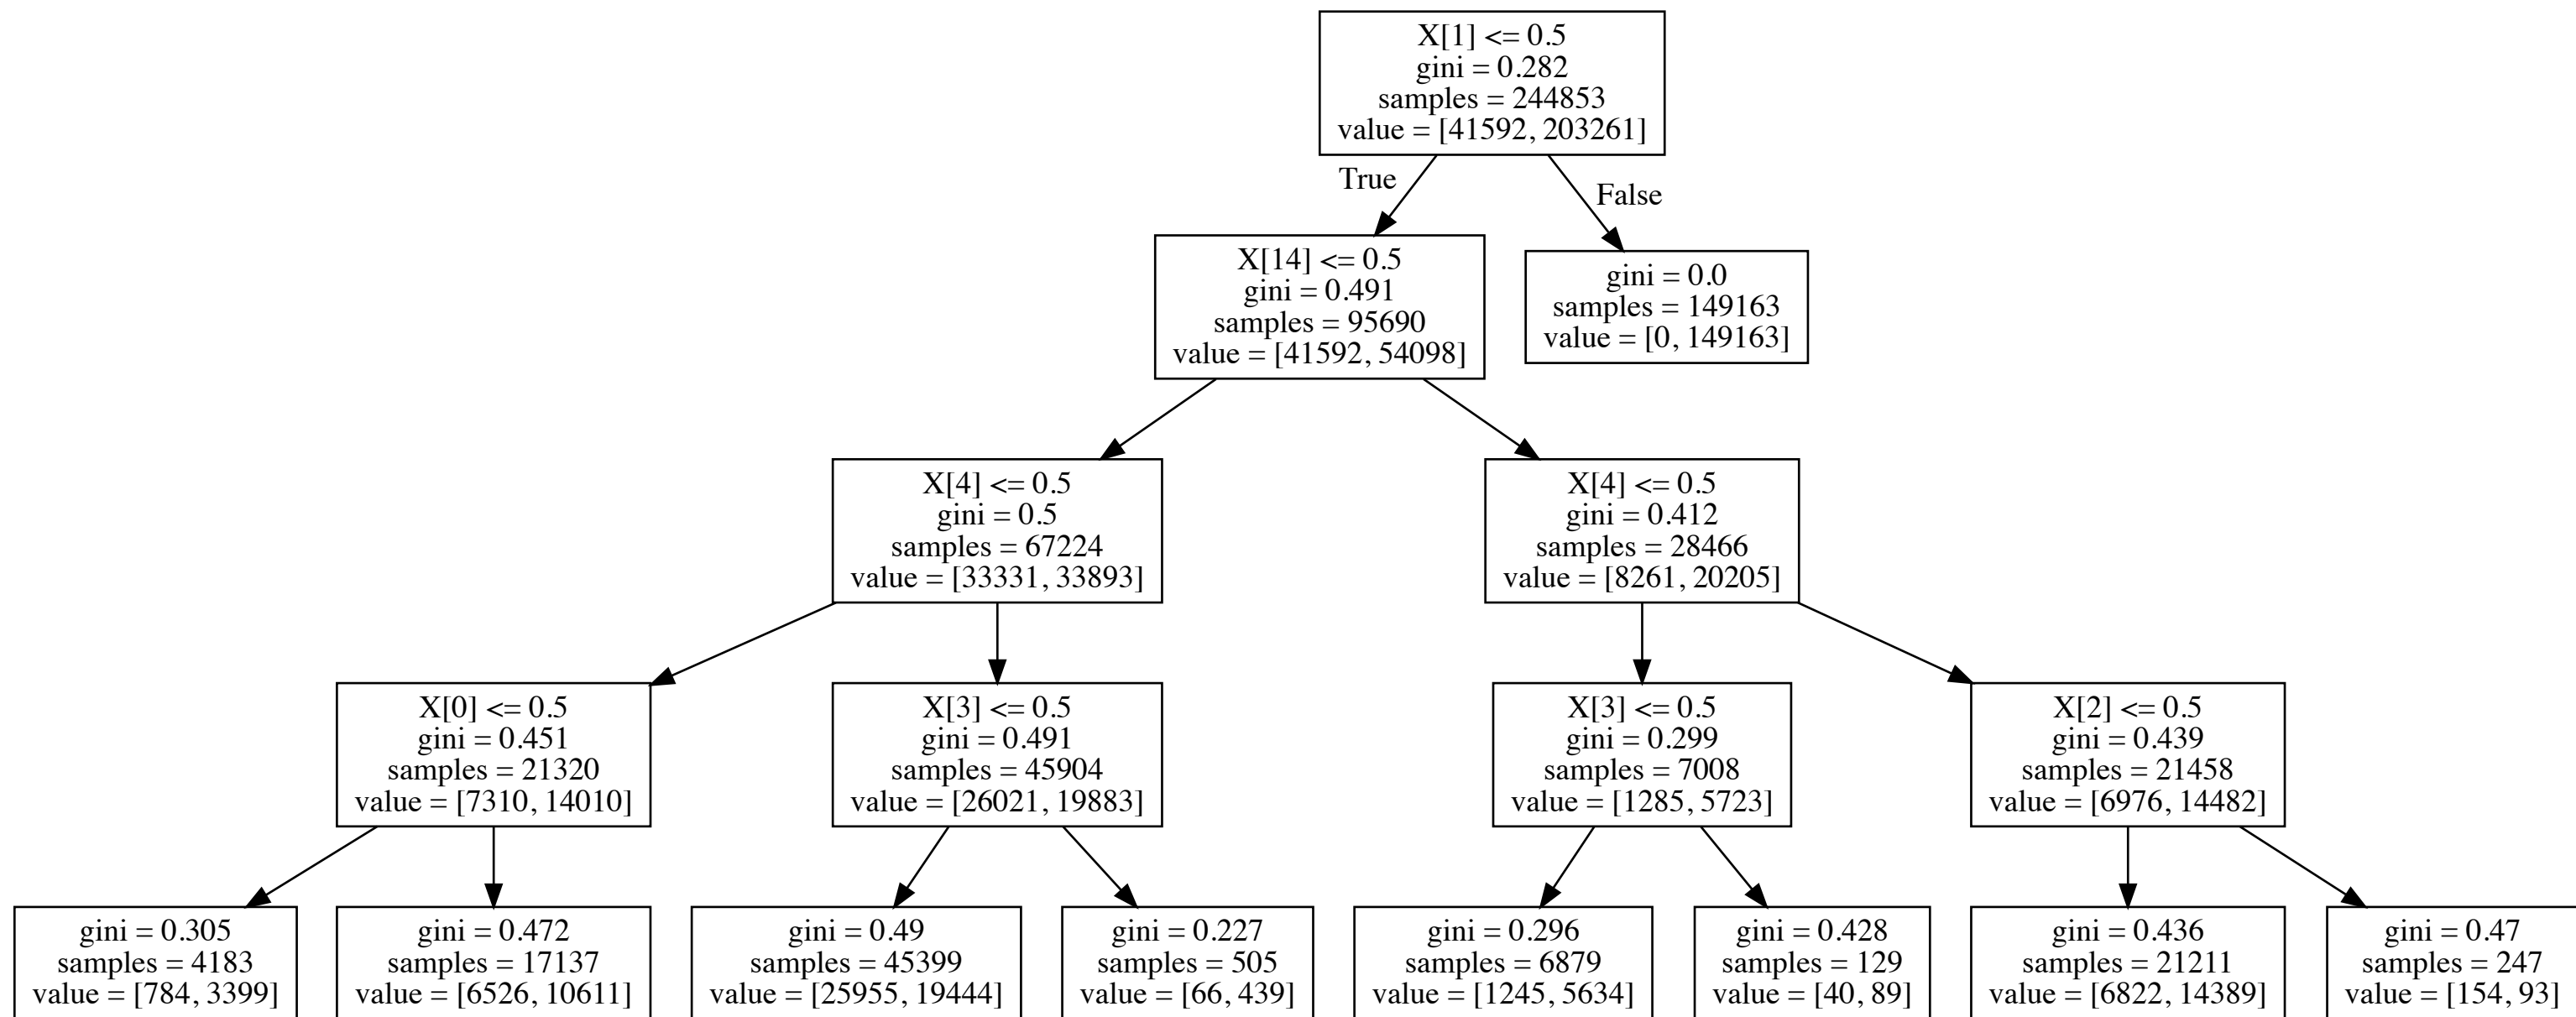 X[1] <= 0.5
gini = 0.282
samples = 244853
value = [41592, 203261]
True
False
X[14] <= 0.5
gini = 0.491
samples = 95690
value = [41592, 54098]
gini = 0.0
samples = 149163
value = [0, 149163]
X[4] <= 0.5
gini = 0.5
samples = 67224
value = [33331, 33893]
X[4] <= 0.5
gini = 0.412
samples = 28466
value = [8261, 20205]
X[0] <= 0.5
gini = 0.451
samples = 21320
value = [7310, 14010]
X[3] <= 0.5
gini = 0.491
samples = 45904
value = [26021, 19883]
X[3] <= 0.5
gini = 0.299
samples = 7008
value = [1285, 5723]
X[2] <= 0.5
gini = 0.439
samples = 21458
value = [6976, 14482]
gini = 0.305
samples = 4183
value = [784, 3399]
gini = 0.472
samples = 17137
value = [6526, 10611]
gini = 0.49
samples = 45399
value = [25955, 19444]
gini = 0.227
samples = 505
value = [66, 439]
gini = 0.296
samples = 6879
value = [1245, 5634]
gini = 0.428
samples = 129
value = [40, 89]
gini = 0.436
samples = 21211
value = [6822, 14389]
gini = 0.47
samples = 247
value = [154, 93]